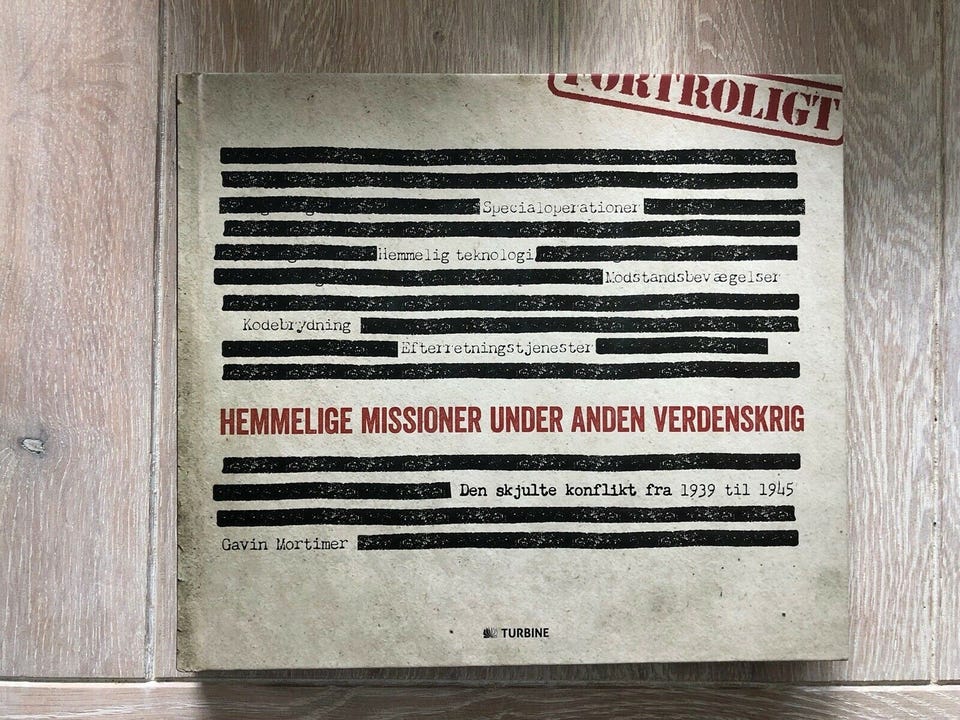 FORTROLIGT
Specialoperationer
Hemmelig teknologi
Modstandsbevægelser
Kodebrydning
Efterretningstjenester
HEMMELIGE MISSIONER UNDER ANDEN VERDENSKRIG
Den skjulte konflikt fra 1939 til 1945
Gavin Mortimer
TURBINE